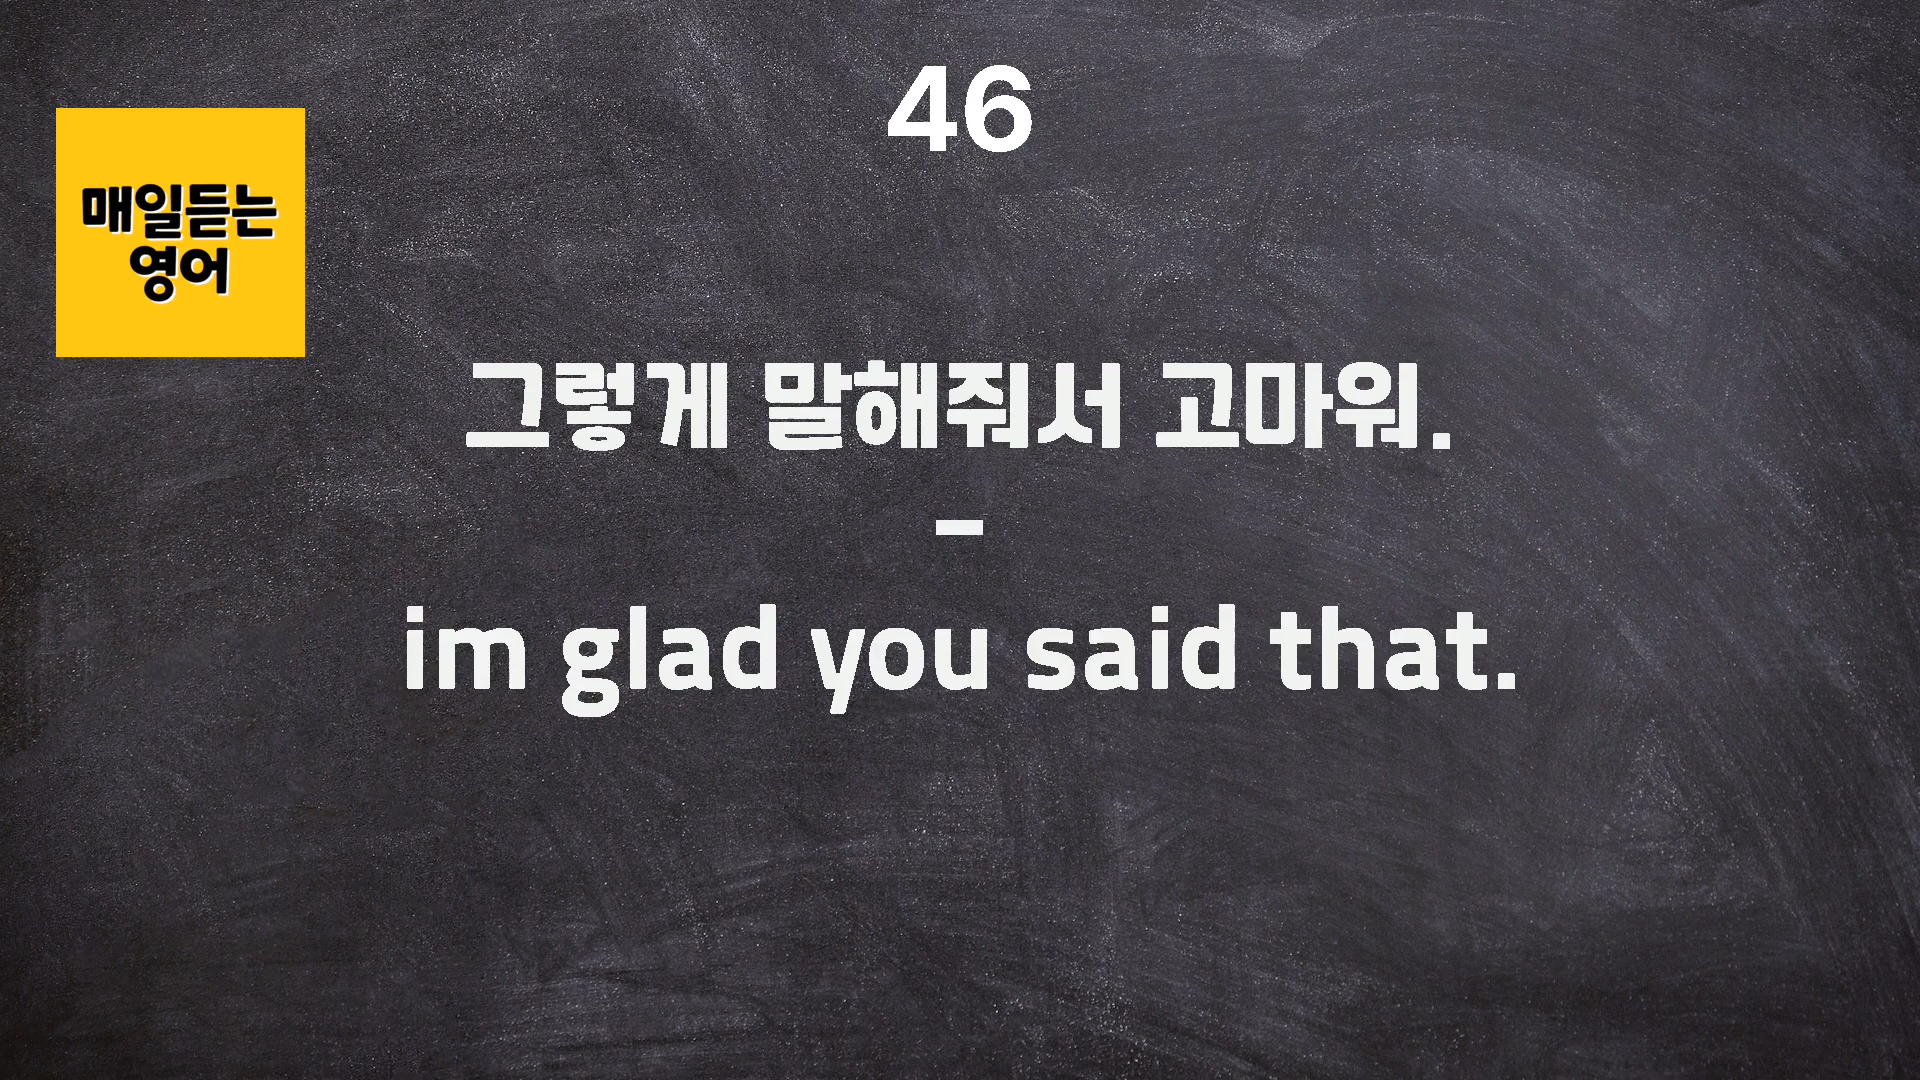 46
매일듣는
영어
그렇게 말해줘서 고마워.
-
im glad you said that.